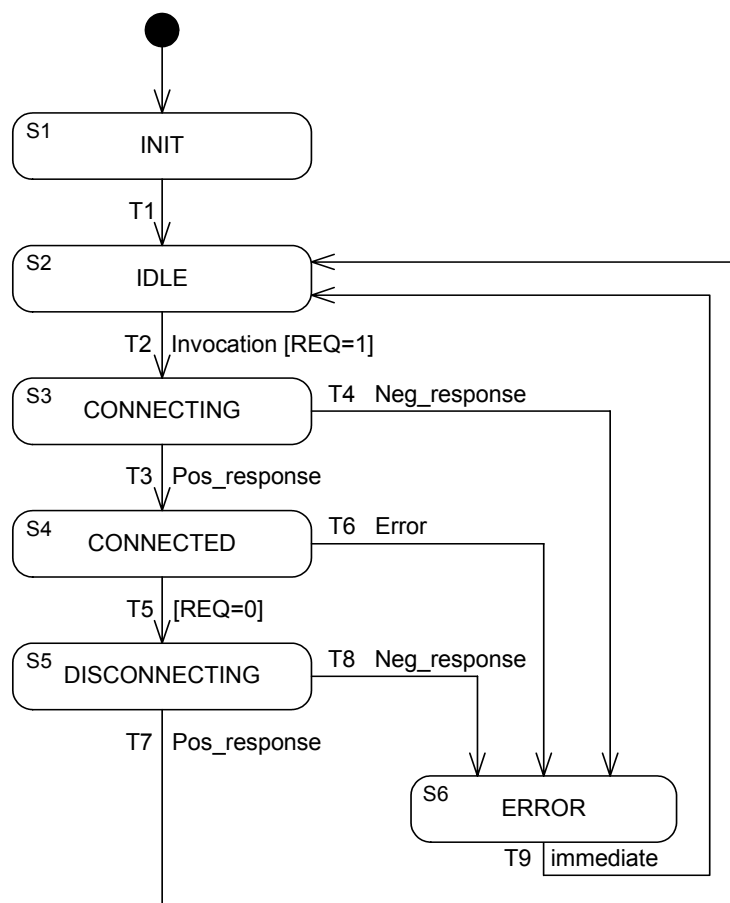 S1
INIT
T1
S2
IDLE
T2 Invocation [REQ=1]
S3
CONNECTING
T4 Neg_response
T3 Pos_response
S4
CONNECTED
T6 Error
T5 [REQ=0]
S5
DISCONNECTING
T8 Neg_response
T7 Pos_response
S6
ERROR
T9 immediate